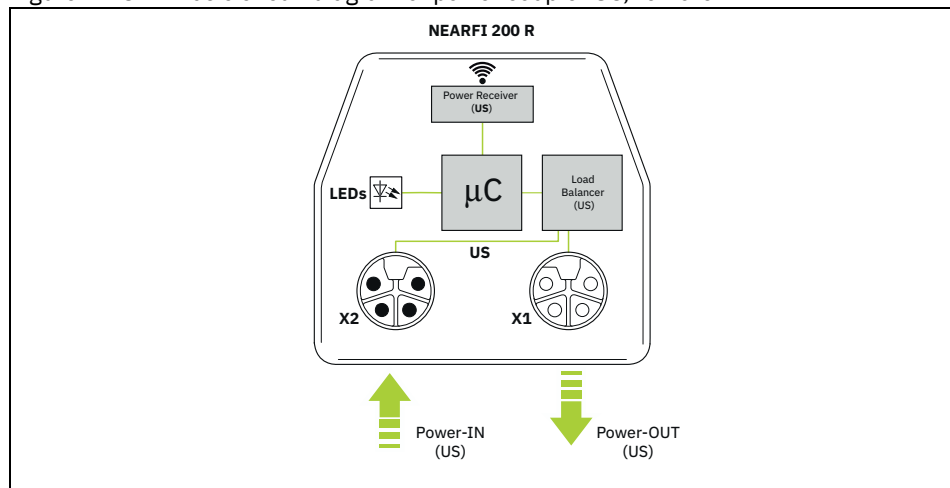 NEARFI 200 R
Power Receiver
(US)
LEDs
μC
Load
Balancer
(US)
US
X2
X1
Power-IN
(US)
Power-OUT
(US)